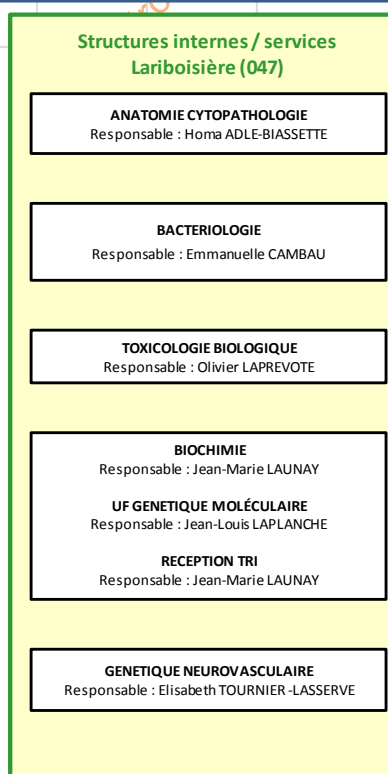 Structures internes / services
Lariboisière (047)
ANATOMIE CYTOPATHOLOGIE
Responsable : Homa ADLE-BIASSETTE
BACTERIOLOGIE
Responsable : Emmanuelle CAMBAU
TOXICOLOGIE BIOLOGIQUE
Responsable : Olivier LAPREVOTE
BIOCHIMIE
Responsable : Jean-Marie LAUNAY
UF GENETIQUE MOLÉCULAIRE
Responsable : Jean-Louis LAPLANCHE
RECEPTION TRI
Responsable : Jean-Marie LAUNAY
GENETIQUE NEUROVASCULAIRE
Responsable : Elisabeth TOURNIER -LASSERVE